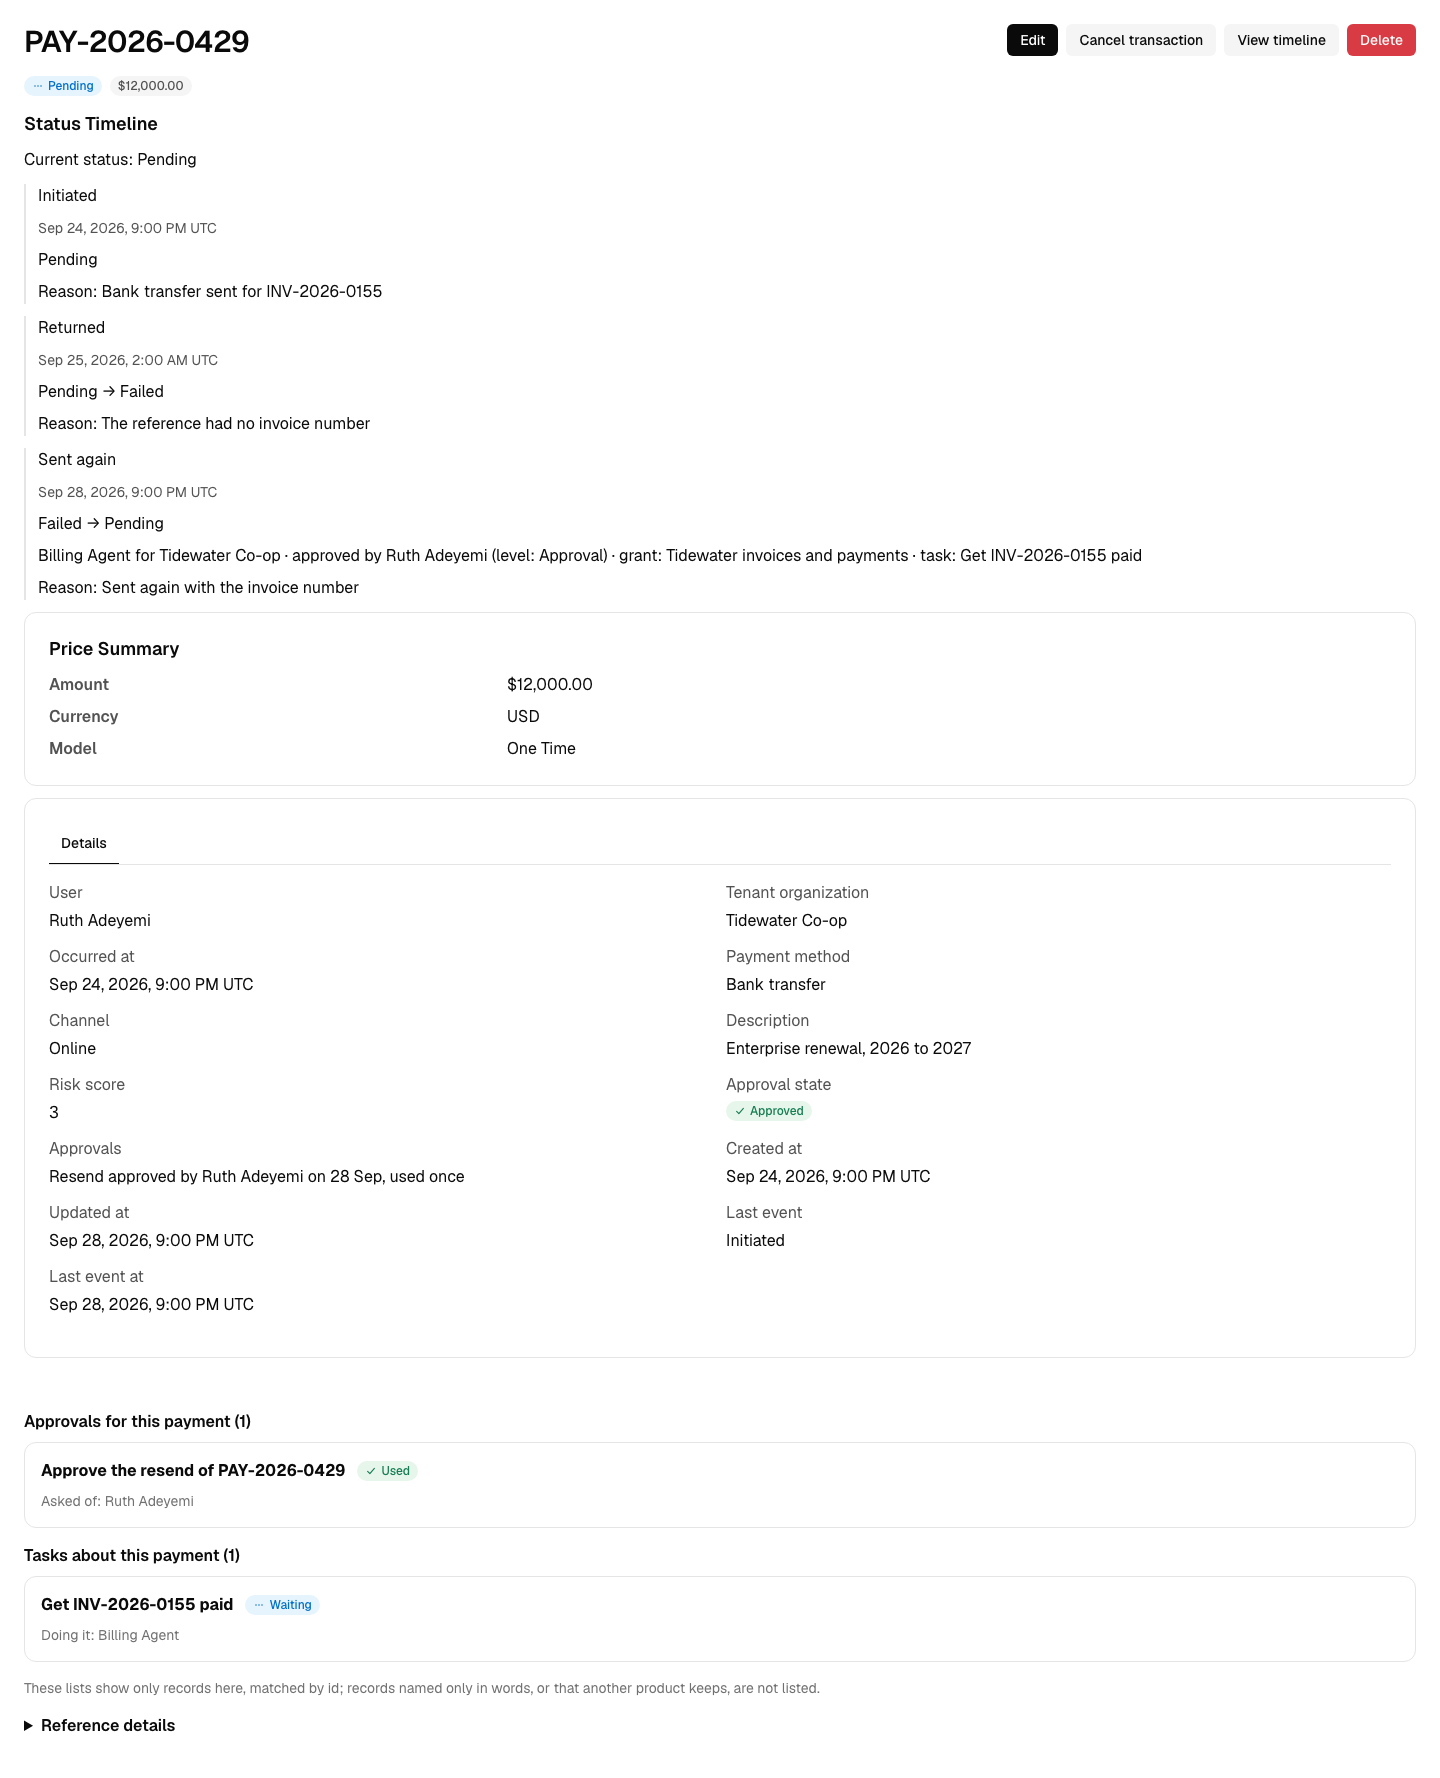 PAY-2026-0429
Edit
Cancel transaction
View timeline
Delete
Pending
$12,000.00
Status Timeline
Current status: Pending
Initiated
Sep 24, 2026, 9:00 PM UTC
Pending
Reason: Bank transfer sent for INV-2026-0155
Returned
Sep 25, 2026, 2:00 AM UTC
Pending → Failed
Reason: The reference had no invoice number
Sent again
Sep 28, 2026, 9:00 PM UTC
Failed → Pending
Billing Agent for Tidewater Co-op · approved by Ruth Adeyemi (level: Approval) · grant: Tidewater invoices and payments · task: Get INV-2026-0155 paid
Reason: Sent again with the invoice number
Price Summary
Amount
$12,000.00
Currency
USD
Model
One Time
Details
User
Ruth Adeyemi
Tenant organization
Tidewater Co-op
Occurred at
Sep 24, 2026, 9:00 PM UTC
Payment method
Bank transfer
Channel
Online
Description
Enterprise renewal, 2026 to 2027
Risk score
3
Approval state
Approved
Approvals
Resend approved by Ruth Adeyemi on 28 Sep, used once
Created at
Sep 24, 2026, 9:00 PM UTC
Updated at
Sep 28, 2026, 9:00 PM UTC
Last event
Initiated
Last event at
Sep 28, 2026, 9:00 PM UTC
Approvals for this payment (1)
Approve the resend of PAY-2026-0429
Used
Asked of: Ruth Adeyemi
Tasks about this payment (1)
Get INV-2026-0155 paid
Waiting
Doing it: Billing Agent
These lists show only records here, matched by id; records named only in words, or that another product keeps, are not listed.
Reference details